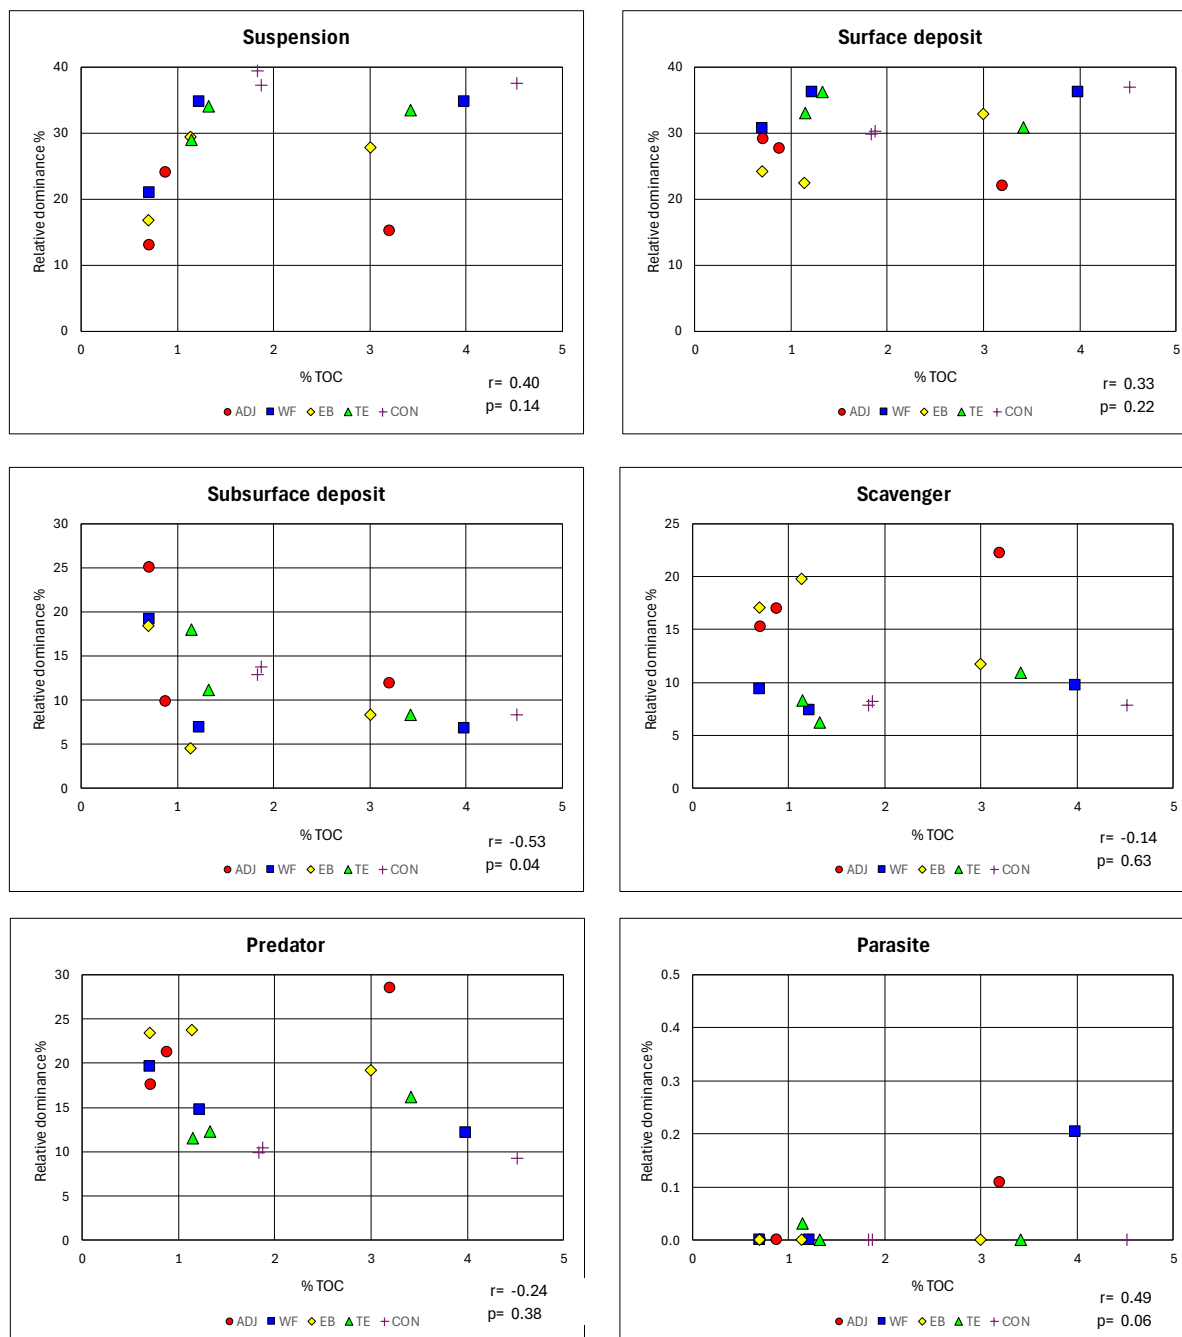 Suspension
Relative dominance %
40
30
20
10
0
0 1 2 3 4 5
% TOC
r= 0.40
p= 0.14
ADJ WF EB TE CON
Surface deposit
Relative dominance %
40
30
20
10
0
0 1 2 3 4 5
% TOC
r= 0.33
p= 0.22
ADJ WF EB TE CON
Subsurface deposit
Relative dominance %
30
25
20
15
10
5
0
0 1 2 3 4 5
% TOC
r= -0.53
p= 0.04
ADJ WF EB TE CON
Scavenger
Relative dominance %
25
20
15
10
5
0
0 1 2 3 4 5
% TOC
r= -0.14
p= 0.63
ADJ WF EB TE CON
Predator
Relative dominance %
30
25
20
15
10
5
0
0 1 2 3 4 5
% TOC
r= -0.24
p= 0.38
ADJ WF EB TE CON
Parasite
Relative dominance %
0.5
0.4
0.3
0.2
0.1
0.0
0 1 2 3 4 5
% TOC
r= 0.49
p= 0.06
ADJ WF EB TE CON